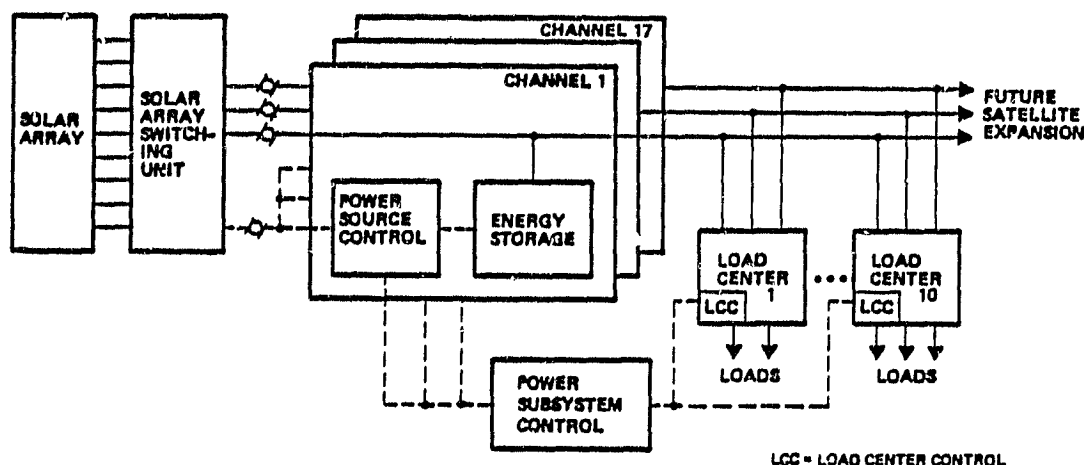 SOLAR
ARRAY
SOLAR
ARRAY
SWITCH-
ING
UNIT
CHANNEL 17
CHANNEL 1
POWER
SOURCE
CONTROL
ENERGY
STORAGE
FUTURE
SATELLITE
EXPANSION
LOAD
CENTER
1
LCC
LOAD
CENTER
10
LCC
LOADS
LOADS
POWER
SUBSYSTEM
CONTROL
LCC = LOAD CENTER CONTROL